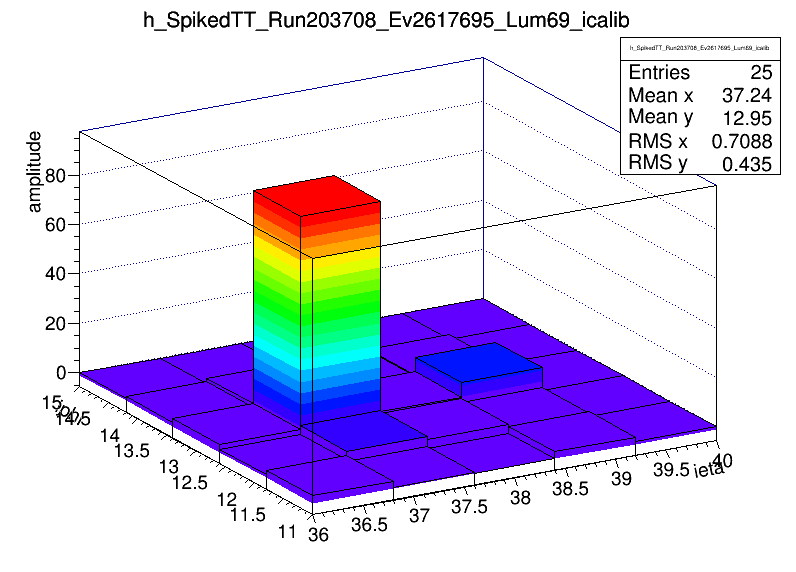 h_SpikedTT_Run203708_Ev2617695_Lum69_icalib
h_SpikedTT_Run203708_Ev2617695_Lum69_icalib
Entries 25
Mean x 37.24
Mean y 12.95
RMS x 0.7088
RMS y 0.435
amplitude
80
60
40
20
0
15
14.5
14
13.5
13
12.5
12
11.5
11
36
36.5
37
37.5
38
38.5
39
39.5
40
ieta